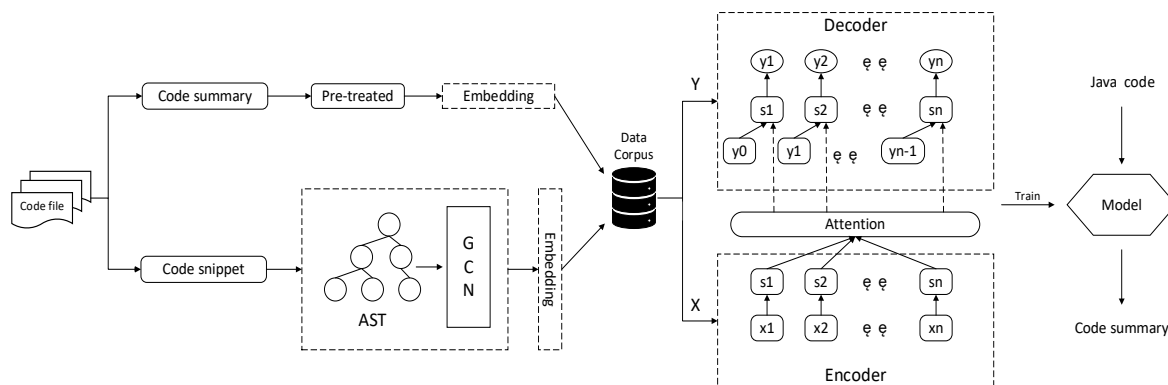 Code file
Code summary
Pre-treated
Embedding
Code snippet
AST
G
C
N
Embedding
Data
Corpus
Y
X
Decoder
y1 y2 ę ę yn
s1 s2 ę ę sn
y0 y1 ę ę yn-1
Attention
s1 s2 ę ę sn
x1 x2 ę ę xn
Encoder
Train
Java code
Model
Code summary